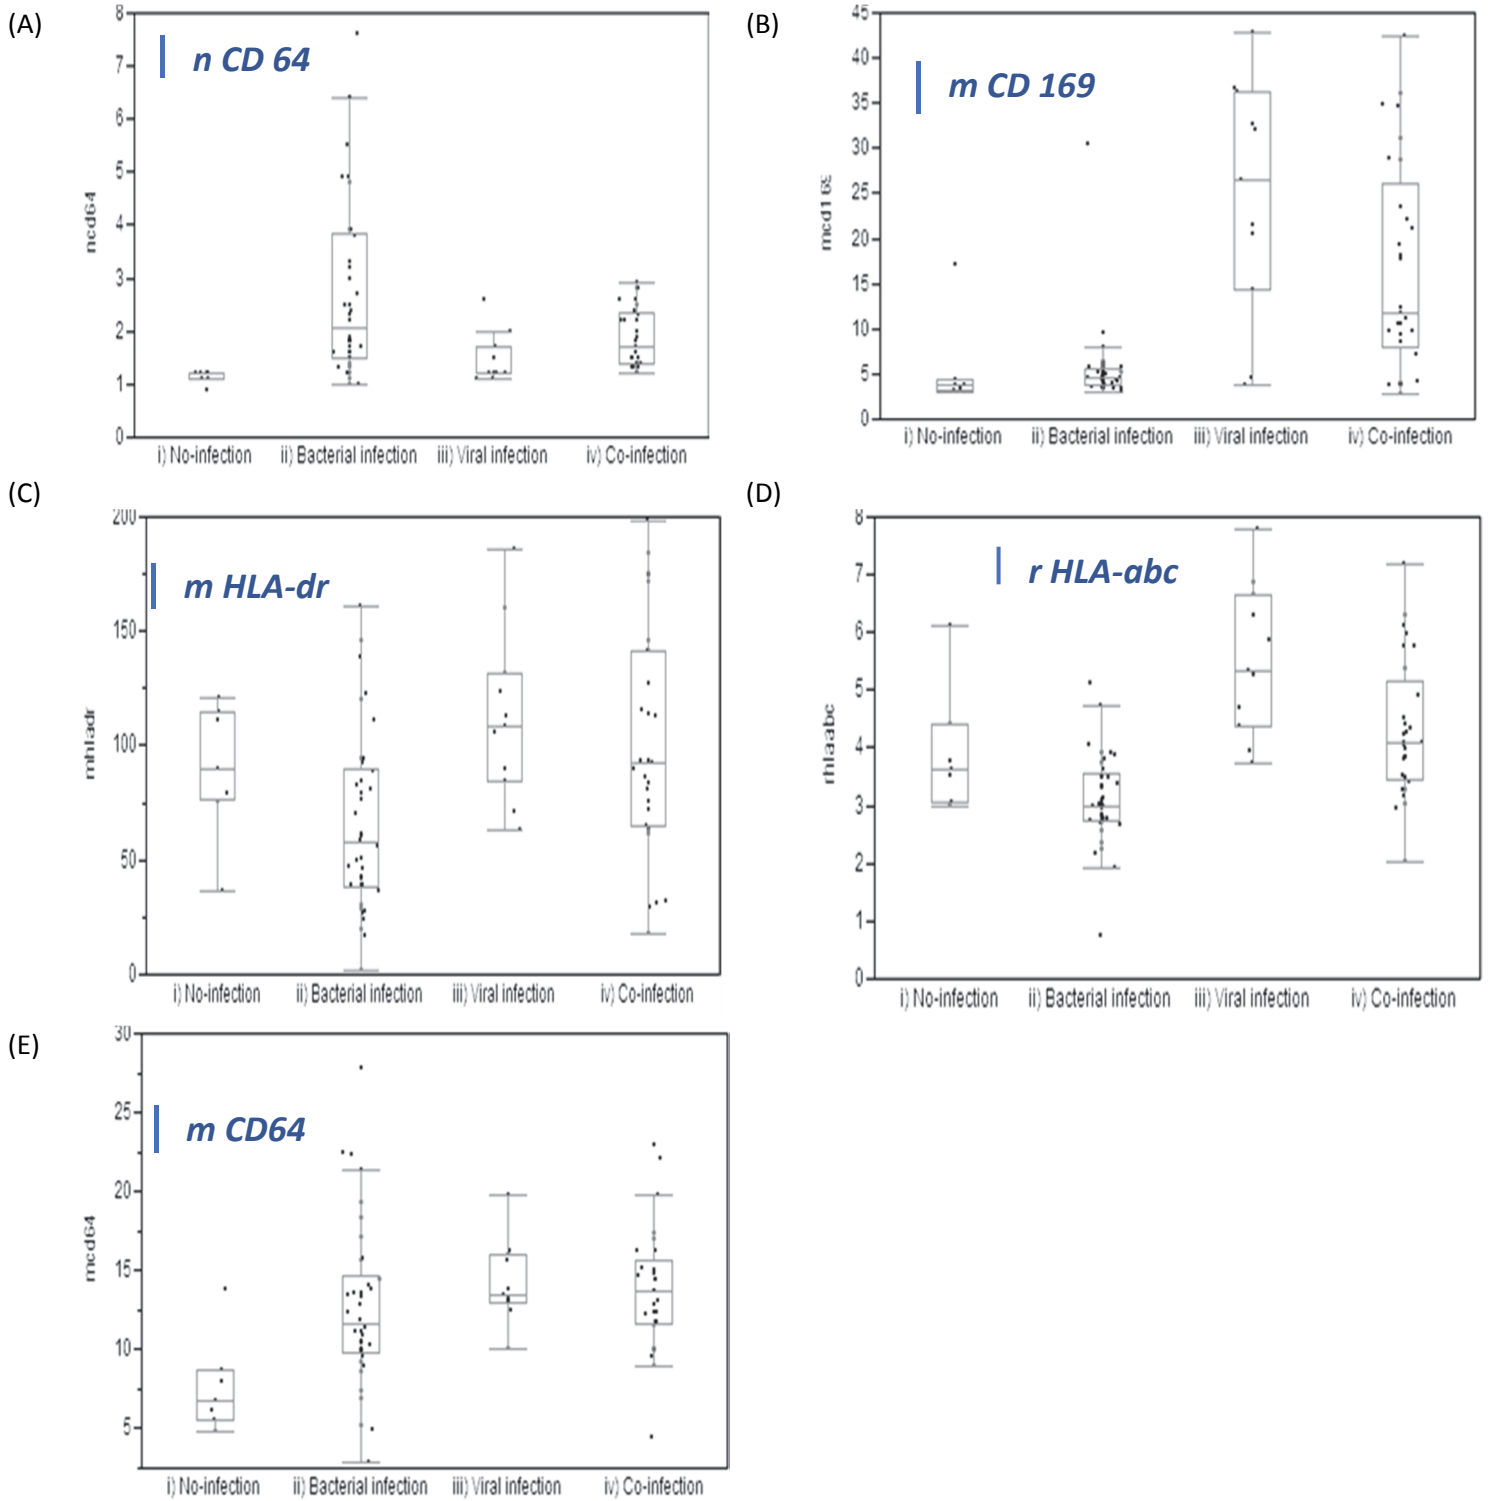 (A)
n CD 64
8
7
6
5
4
3
2
1
0
ncd64
i) No-infection ii) Bacterial infection iii) Viral infection iv) Co-infection
(B)
m CD 169
45
40
35
30
25
20
15
10
5
0
mcd169
i) No-infection ii) Bacterial infection iii) Viral infection iv) Co-infection
(C)
m HLA-dr
200
150
100
50
0
mhladr
i) No-infection ii) Bacterial infection iii) Viral infection iv) Co-infection
(D)
r HLA-abc
8
7
6
5
4
3
2
1
0
rhlaabc
i) No-infection ii) Bacterial infection iii) Viral infection iv) Co-infection
(E)
m CD64
30
25
20
15
10
5
mcd64
i) No-infection ii) Bacterial infection iii) Viral infection iv) Co-infection